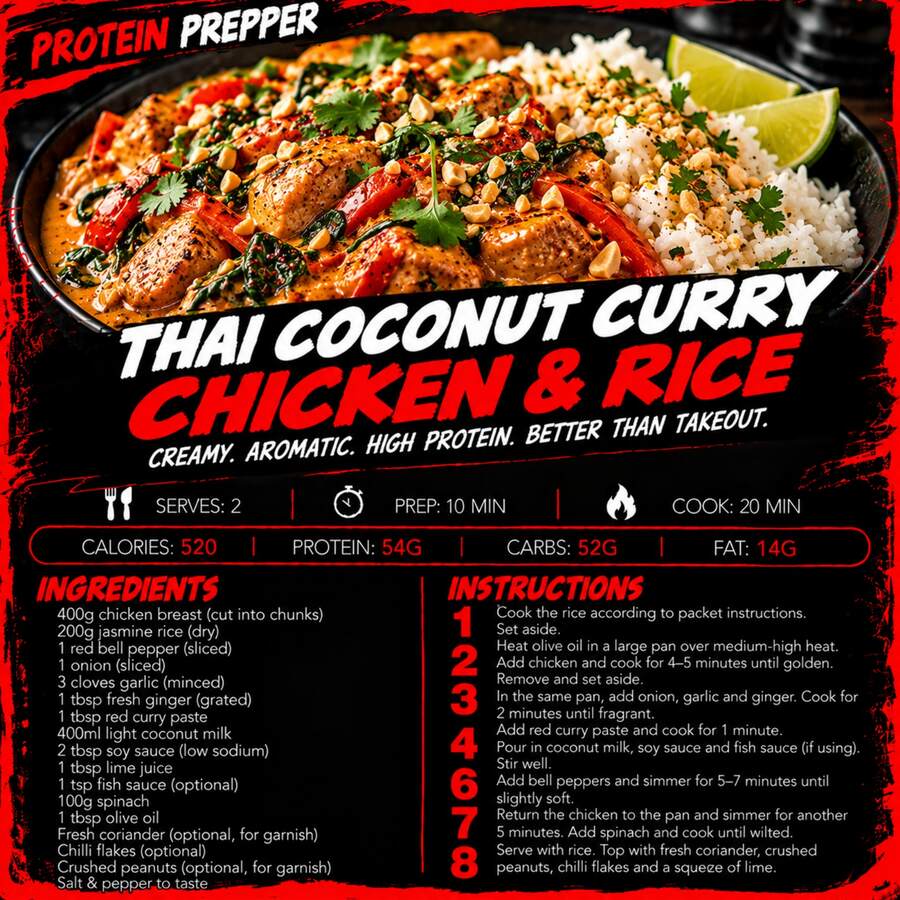 PROTEIN PREPPER
THAI COCONUT CURRY
CHICKEN & RICE
CREAMY. AROMATIC. HIGH PROTEIN. BETTER THAN TAKEOUT.
SERVES: 2 PREP: 10 MIN COOK: 20 MIN
CALORIES: 520 PROTEIN: 54G CARBS: 52G FAT: 14G
INGREDIENTS
400g chicken breast (cut into chunks)
200g jasmine rice (dry)
1 red bell pepper (sliced)
1 onion (sliced)
3 cloves garlic (minced)
1 tbsp fresh ginger (grated)
1 tbsp red curry paste
400ml light coconut milk
2 tbsp soy sauce (low sodium)
1 tbsp lime juice
1 tsp fish sauce (optional)
100g spinach
1 tbsp olive oil
Fresh coriander (optional, for garnish)
Chilli flakes (optional)
Crushed peanuts (optional, for garnish)
Salt & pepper to taste
INSTRUCTIONS
1 Cook the rice according to packet instructions.
Set aside.
Heat olive oil in a large pan over medium-high heat.
2 Add chicken and cook for 4–5 minutes until golden.
Remove and set aside.
3 In the same pan, add onion, garlic and ginger. Cook for
2 minutes until fragrant.
Add red curry paste and cook for 1 minute.
4 Pour in coconut milk, soy sauce and fish sauce (if using).
Stir well.
6 Add bell peppers and simmer for 5–7 minutes until
slightly soft.
7 Return the chicken to the pan and simmer for another
5 minutes. Add spinach and cook until wilted.
8 Serve with rice. Top with fresh coriander, crushed
peanuts, chilli flakes and a squeze of lime.